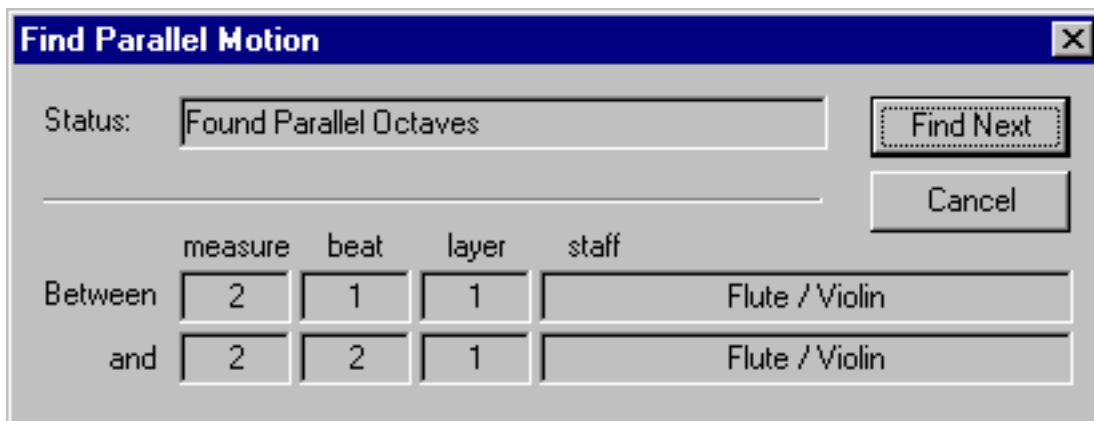 Find Parallel Motion
Status: Found Parallel Octaves Find Next
Cancel
measure beat layer staff
Between 2 1 1 Flute / Violin
and 2 2 1 Flute / Violin